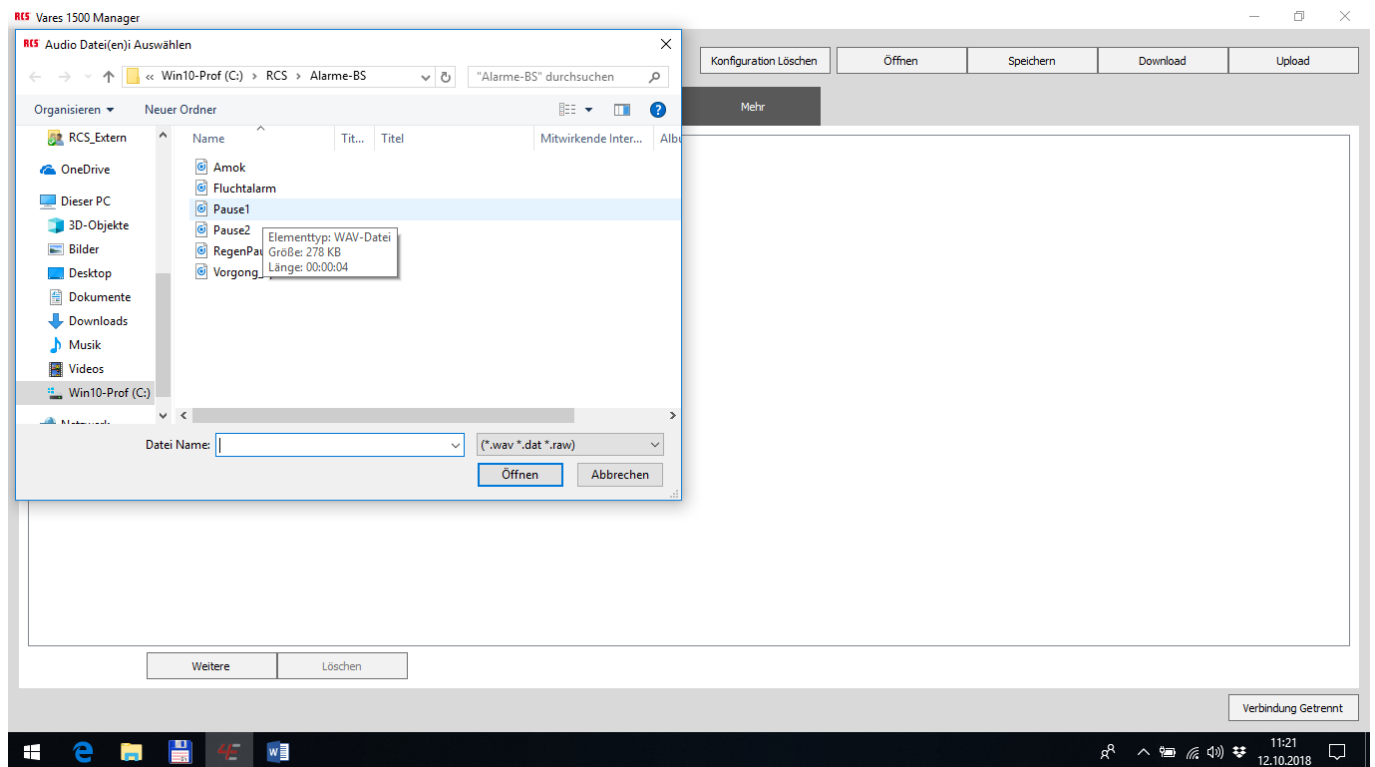 RCS Vares 1500 Manager
RCS Audio Datei(en)i Auswählen
« Win10-Prof (C:) › RCS › Alarme-BS
"Alarme-BS" durchsuchen
Konfiguration Löschen Öffnen Speichern Download Upload
Organisieren Neuer Ordner
Mehr
RCS_Extern
OneDrive
Dieser PC
3D-Objekte
Bilder
Desktop
Dokumente
Downloads
Musik
Videos
Win10-Prof (C:)
Name Tit... Titel Mitwirkende Inter... Albu
Amok
Fluchtalarm
Pause1
Pause2
RegenPau
Vorgong_
Elementtyp: WAV-Datei
Größe: 278 KB
Länge: 00:00:04
Datei Name: (*.wav *.dat *.raw)
Öffnen Abbrechen
Weitere Löschen
Verbindung Getrennt
11:21
12.10.2018